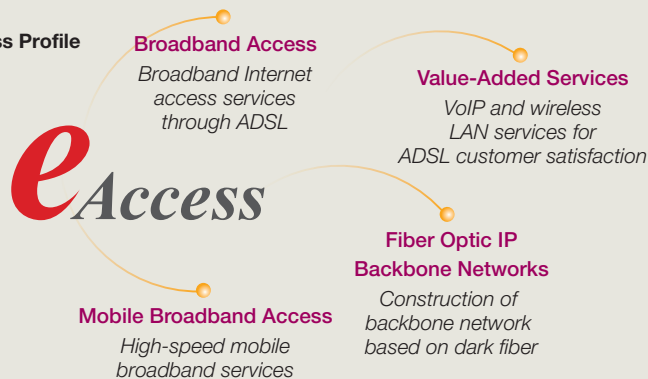 ss Profile
Broadband Access
Broadband Internet
access services
through ADSL
Value-Added Services
VoIP and wireless
LAN services for
ADSL customer satisfaction
eAccess
Fiber Optic IP
Backbone Networks
Construction of
backbone network
based on dark fiber
Mobile Broadband Access
High-speed mobile
broadband services